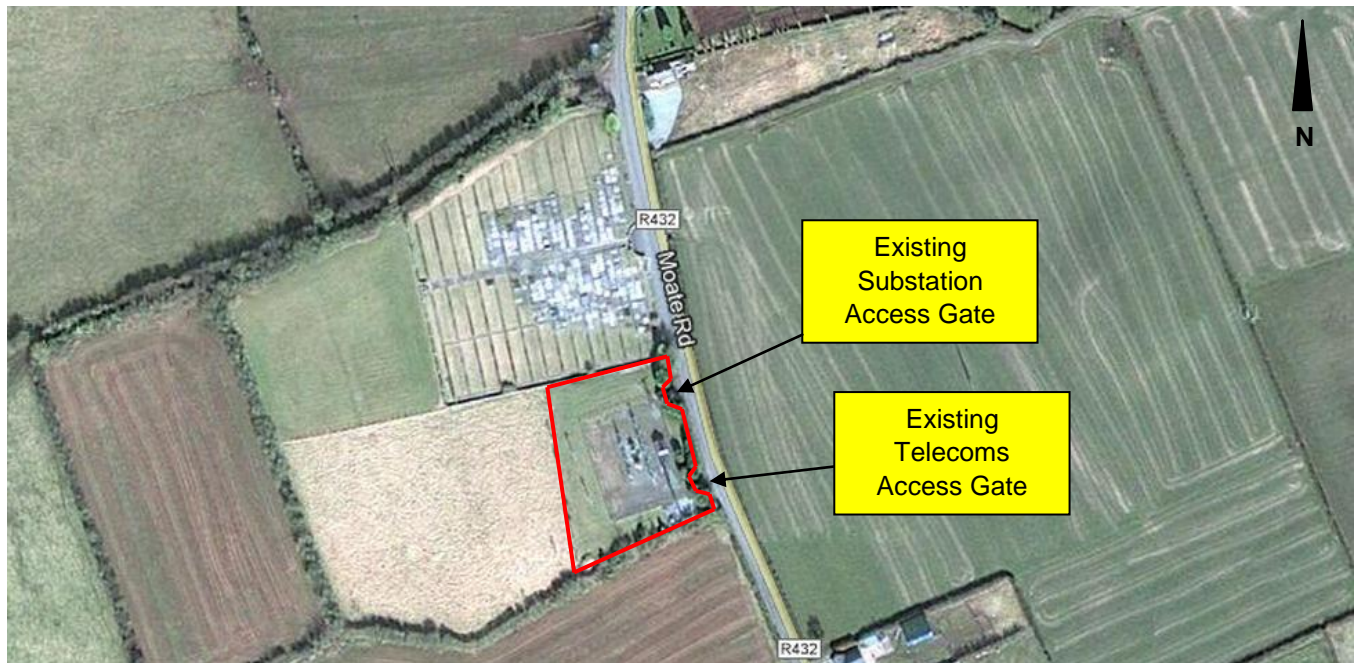 N
R432
Moate Rd
Existing
Substation
Access Gate
Existing
Telecoms
Access Gate
R432